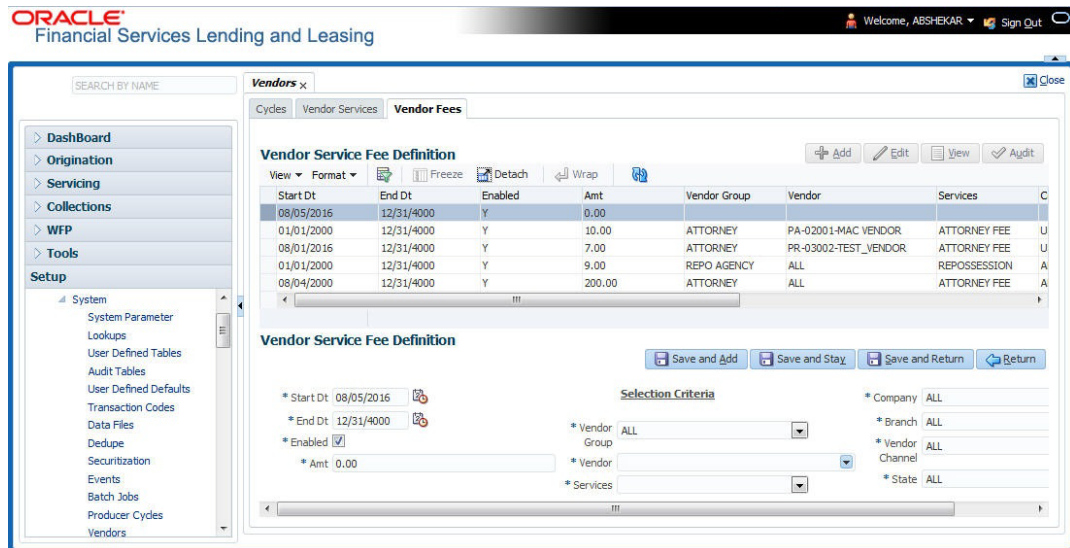 ORACLE
Financial Services Lending and Leasing
Welcome, ABSHEKAR Sign Out
SEARCH BY NAME
DashBoard
Origination
Servicing
Collections
WFP
Tools
Setup
System
System Parameter
Lookups
User Defined Tables
Audit Tables
User Defined Defaults
Transaction Codes
Data Files
Dedupe
Securitization
Events
Batch Jobs
Producer Cycles
Vendors
Vendors x Close
Cycles Vendor Services Vendor Fees
Vendor Service Fee Definition Add Edit View Audit
View Format Freeze Detach Wrap
Start Dt End Dt Enabled Amt Vendor Group Vendor Services C
08/05/2016 12/31/4000 Y 0.00
01/01/2000 12/31/4000 Y 10.00 ATTORNEY PA-02001-MAC VENDOR ATTORNEY FEE U
08/01/2016 12/31/4000 Y 7.00 ATTORNEY PR-03002-TEST_VENDOR ATTORNEY FEE U
01/01/2000 12/31/4000 Y 9.00 REPO AGENCY ALL REPOSSESSION A
08/04/2000 12/31/4000 Y 200.00 ATTORNEY ALL ATTORNEY FEE A
Vendor Service Fee Definition
Save and Add Save and Stay Save and Return Return
* Start Dt 08/05/2016
* End Dt 12/31/4000
* Enabled
* Amt 0.00
Selection Criteria
* Vendor Group ALL
* Vendor
* Services
* Company ALL
* Branch ALL
* Vendor Channel ALL
* State ALL